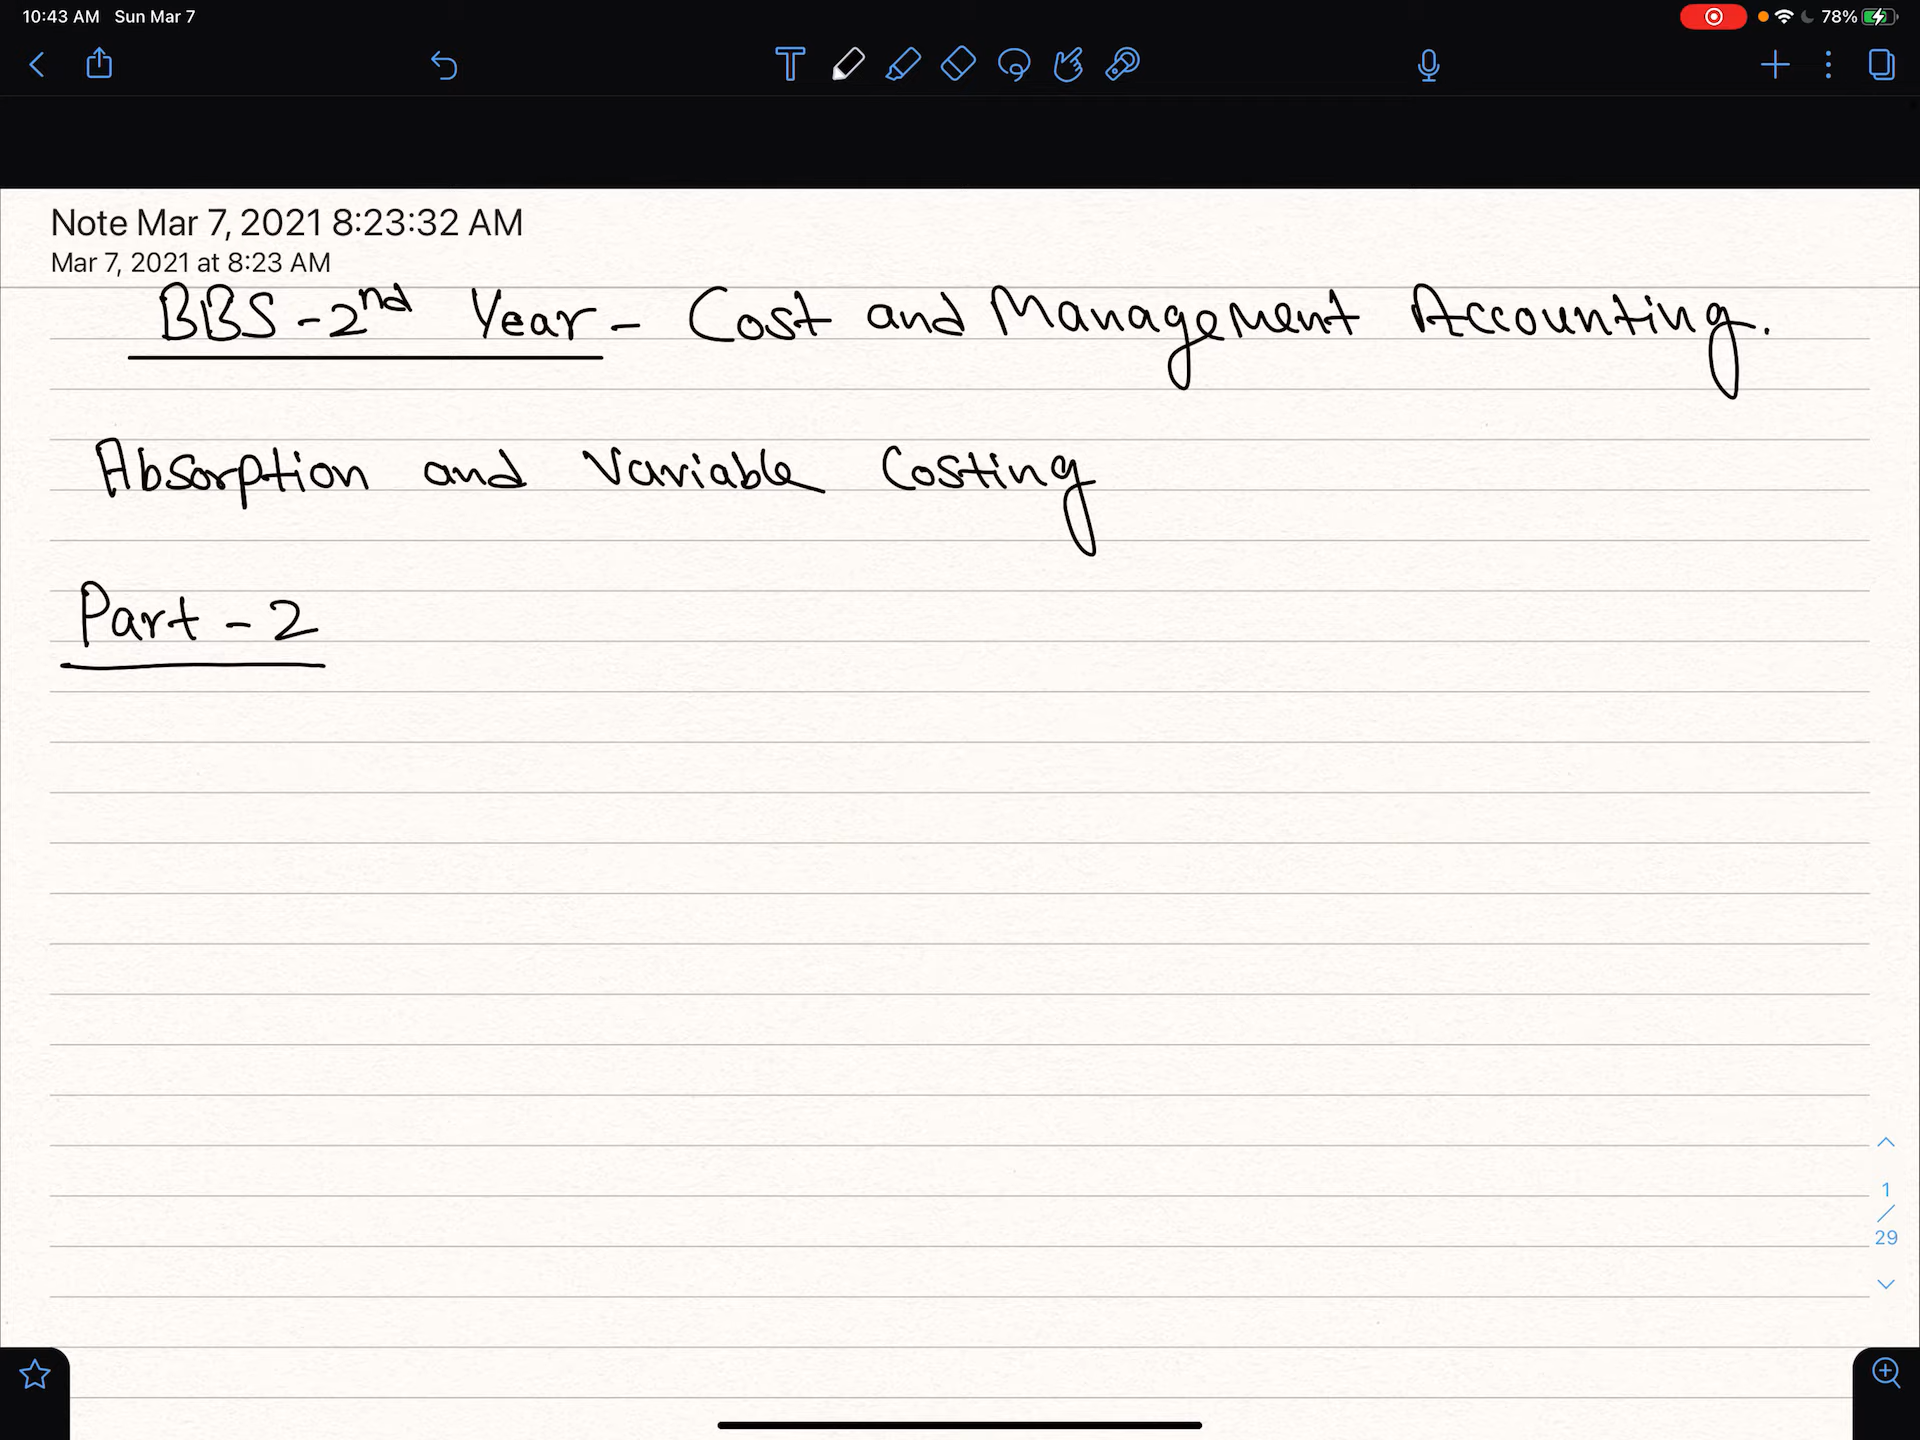 10:43 AM Sun Mar 7
78%
Note Mar 7, 2021 8:23:32 AM
Mar 7, 2021 at 8:23 AM
BBS - 2nd Year - Cost and Management Accounting.
Absorption and Variable Costing
Part - 2
1
/
29